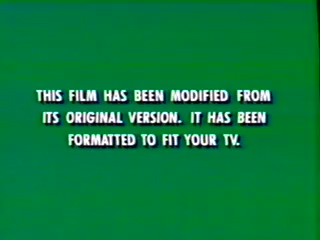 THIS FILM HAS BEEN MODIFIED FROM
ITS ORIGINAL VERSION. IT HAS BEEN
FORMATTED TO FIT YOUR TV.